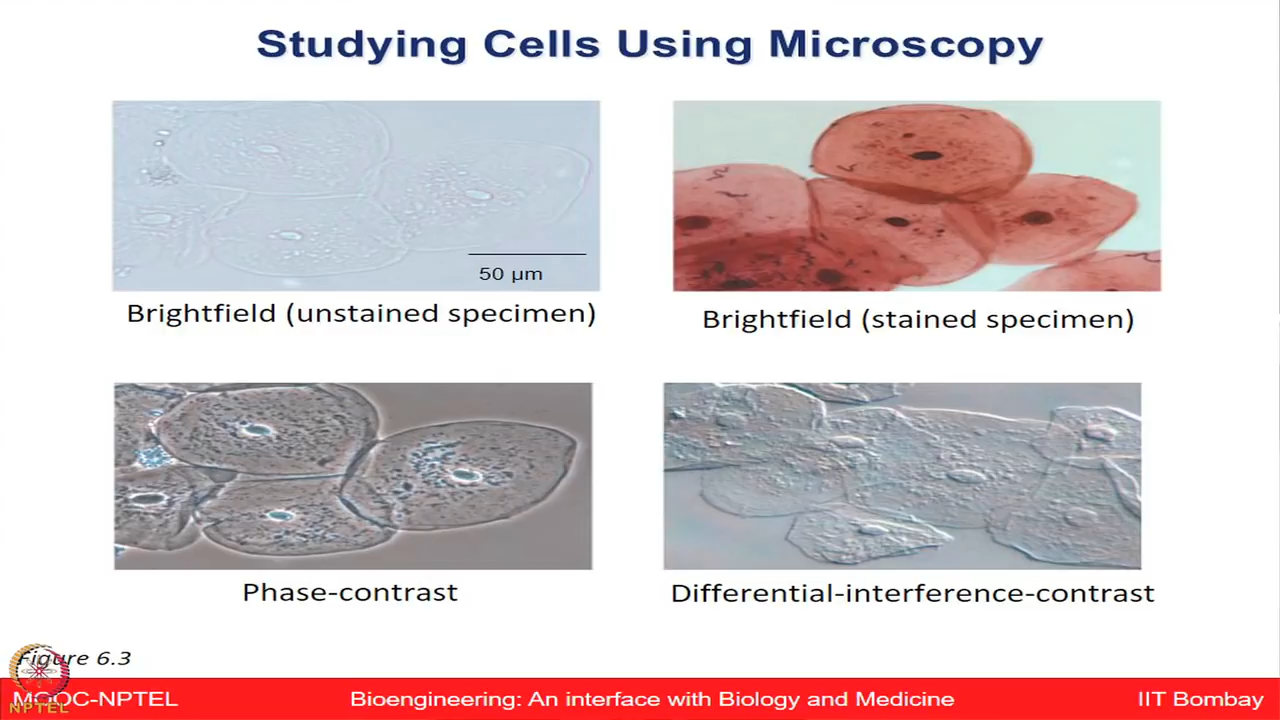 Studying Cells Using Microscopy
50 µm
Brightfield (unstained specimen)
Brightfield (stained specimen)
Phase-contrast
Differential-interference-contrast
Figure 6.3
NPTEL
MOOC-NPTEL
Bioengineering: An interface with Biology and Medicine
IIT Bombay